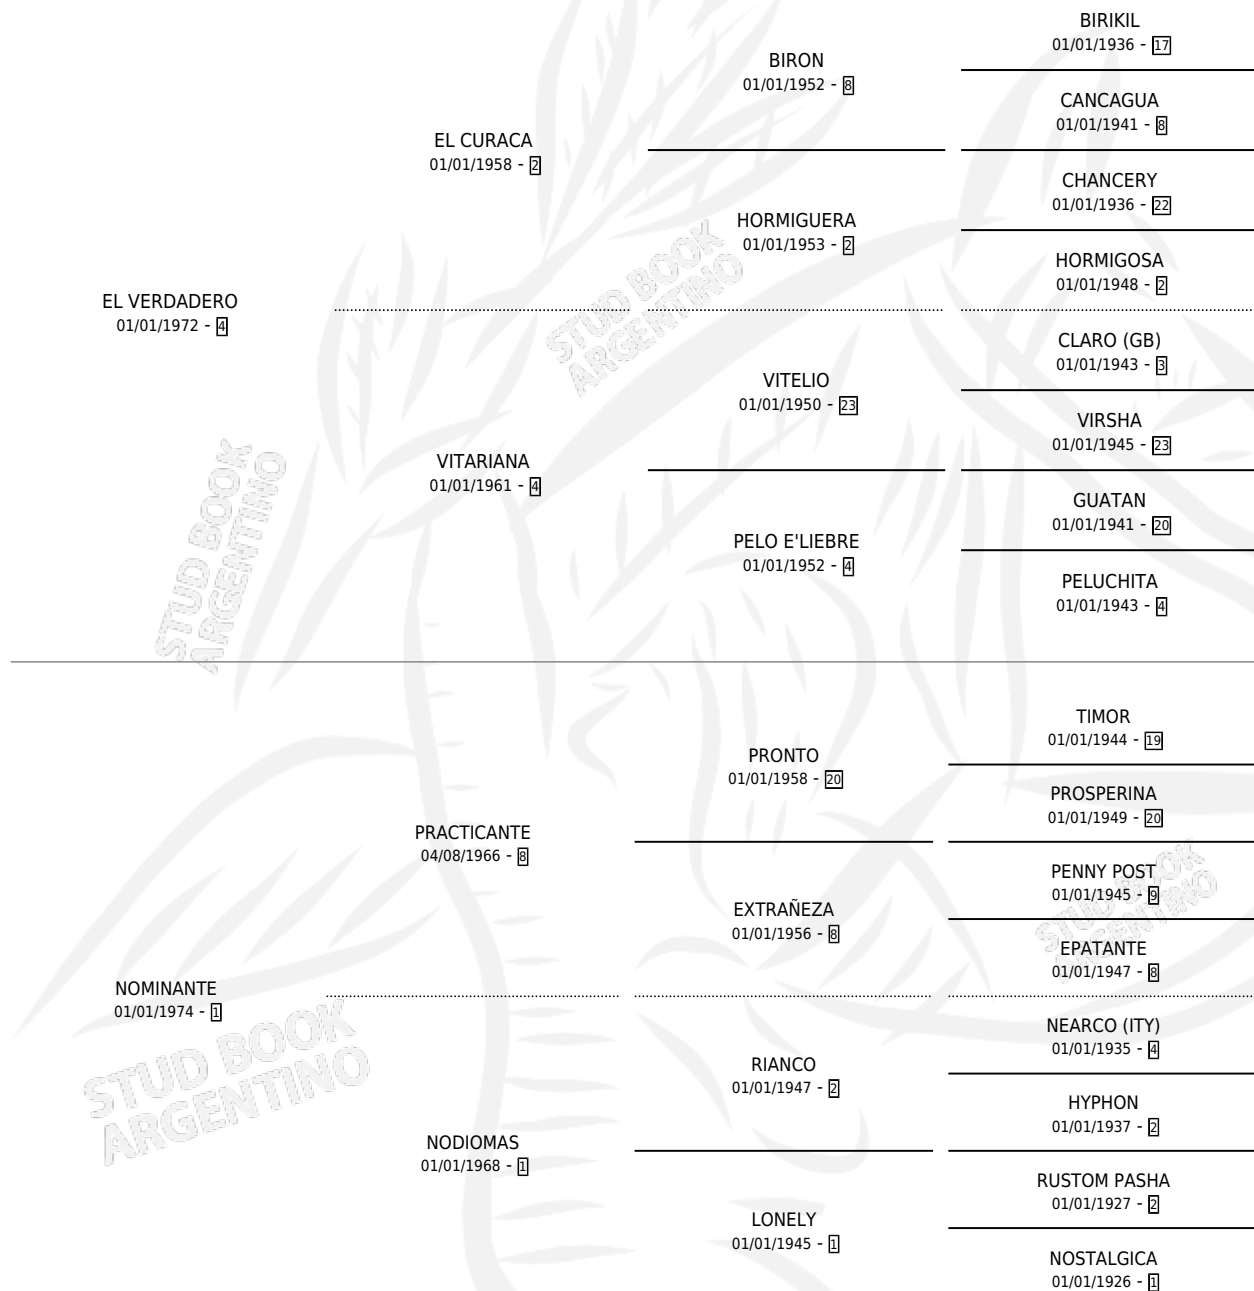 BIRIKIL
01/01/1936 - 17
BIRON
01/01/1952 - 8
CANCAGUA
01/01/1941 - 8
EL CURACA
01/01/1958 - 2
CHANCERY
01/01/1936 - 22
HORMIGUERA
01/01/1953 - 2
HORMIGOSA
01/01/1948 - 2
EL VERDADERO
01/01/1972 - 4
CLARO (GB)
01/01/1943 - 3
VITELIO
01/01/1950 - 23
VIRSHA
01/01/1945 - 23
VITARIANA
01/01/1961 - 4
GUATAN
01/01/1941 - 20
PELO E'LIEBRE
01/01/1952 - 4
PELUCHITA
01/01/1943 - 4
STUD BOOK
ARGENTINO
STUD BOOK
ARGENTINO
TIMOR
01/01/1944 - 19
PRONTO
01/01/1958 - 20
PROSPERINA
01/01/1949 - 20
PRACTICANTE
04/08/1966 - 8
PENNY POST
01/01/1945 - 9
EXTRAÑEZA
01/01/1956 - 8
EPATANTE
01/01/1947 - 8
STUD BOOK
ARGENTINO
NOMINANTE
01/01/1974 - 1
NEARCO (ITY)
01/01/1935 - 4
RIANCO
01/01/1947 - 2
HYPHON
01/01/1937 - 2
NODIOMAS
01/01/1968 - 1
RUSTOM PASHA
01/01/1927 - 2
LONELY
01/01/1945 - 1
NOSTALGICA
01/01/1926 - 1
STUD BOOK
ARGENTINO